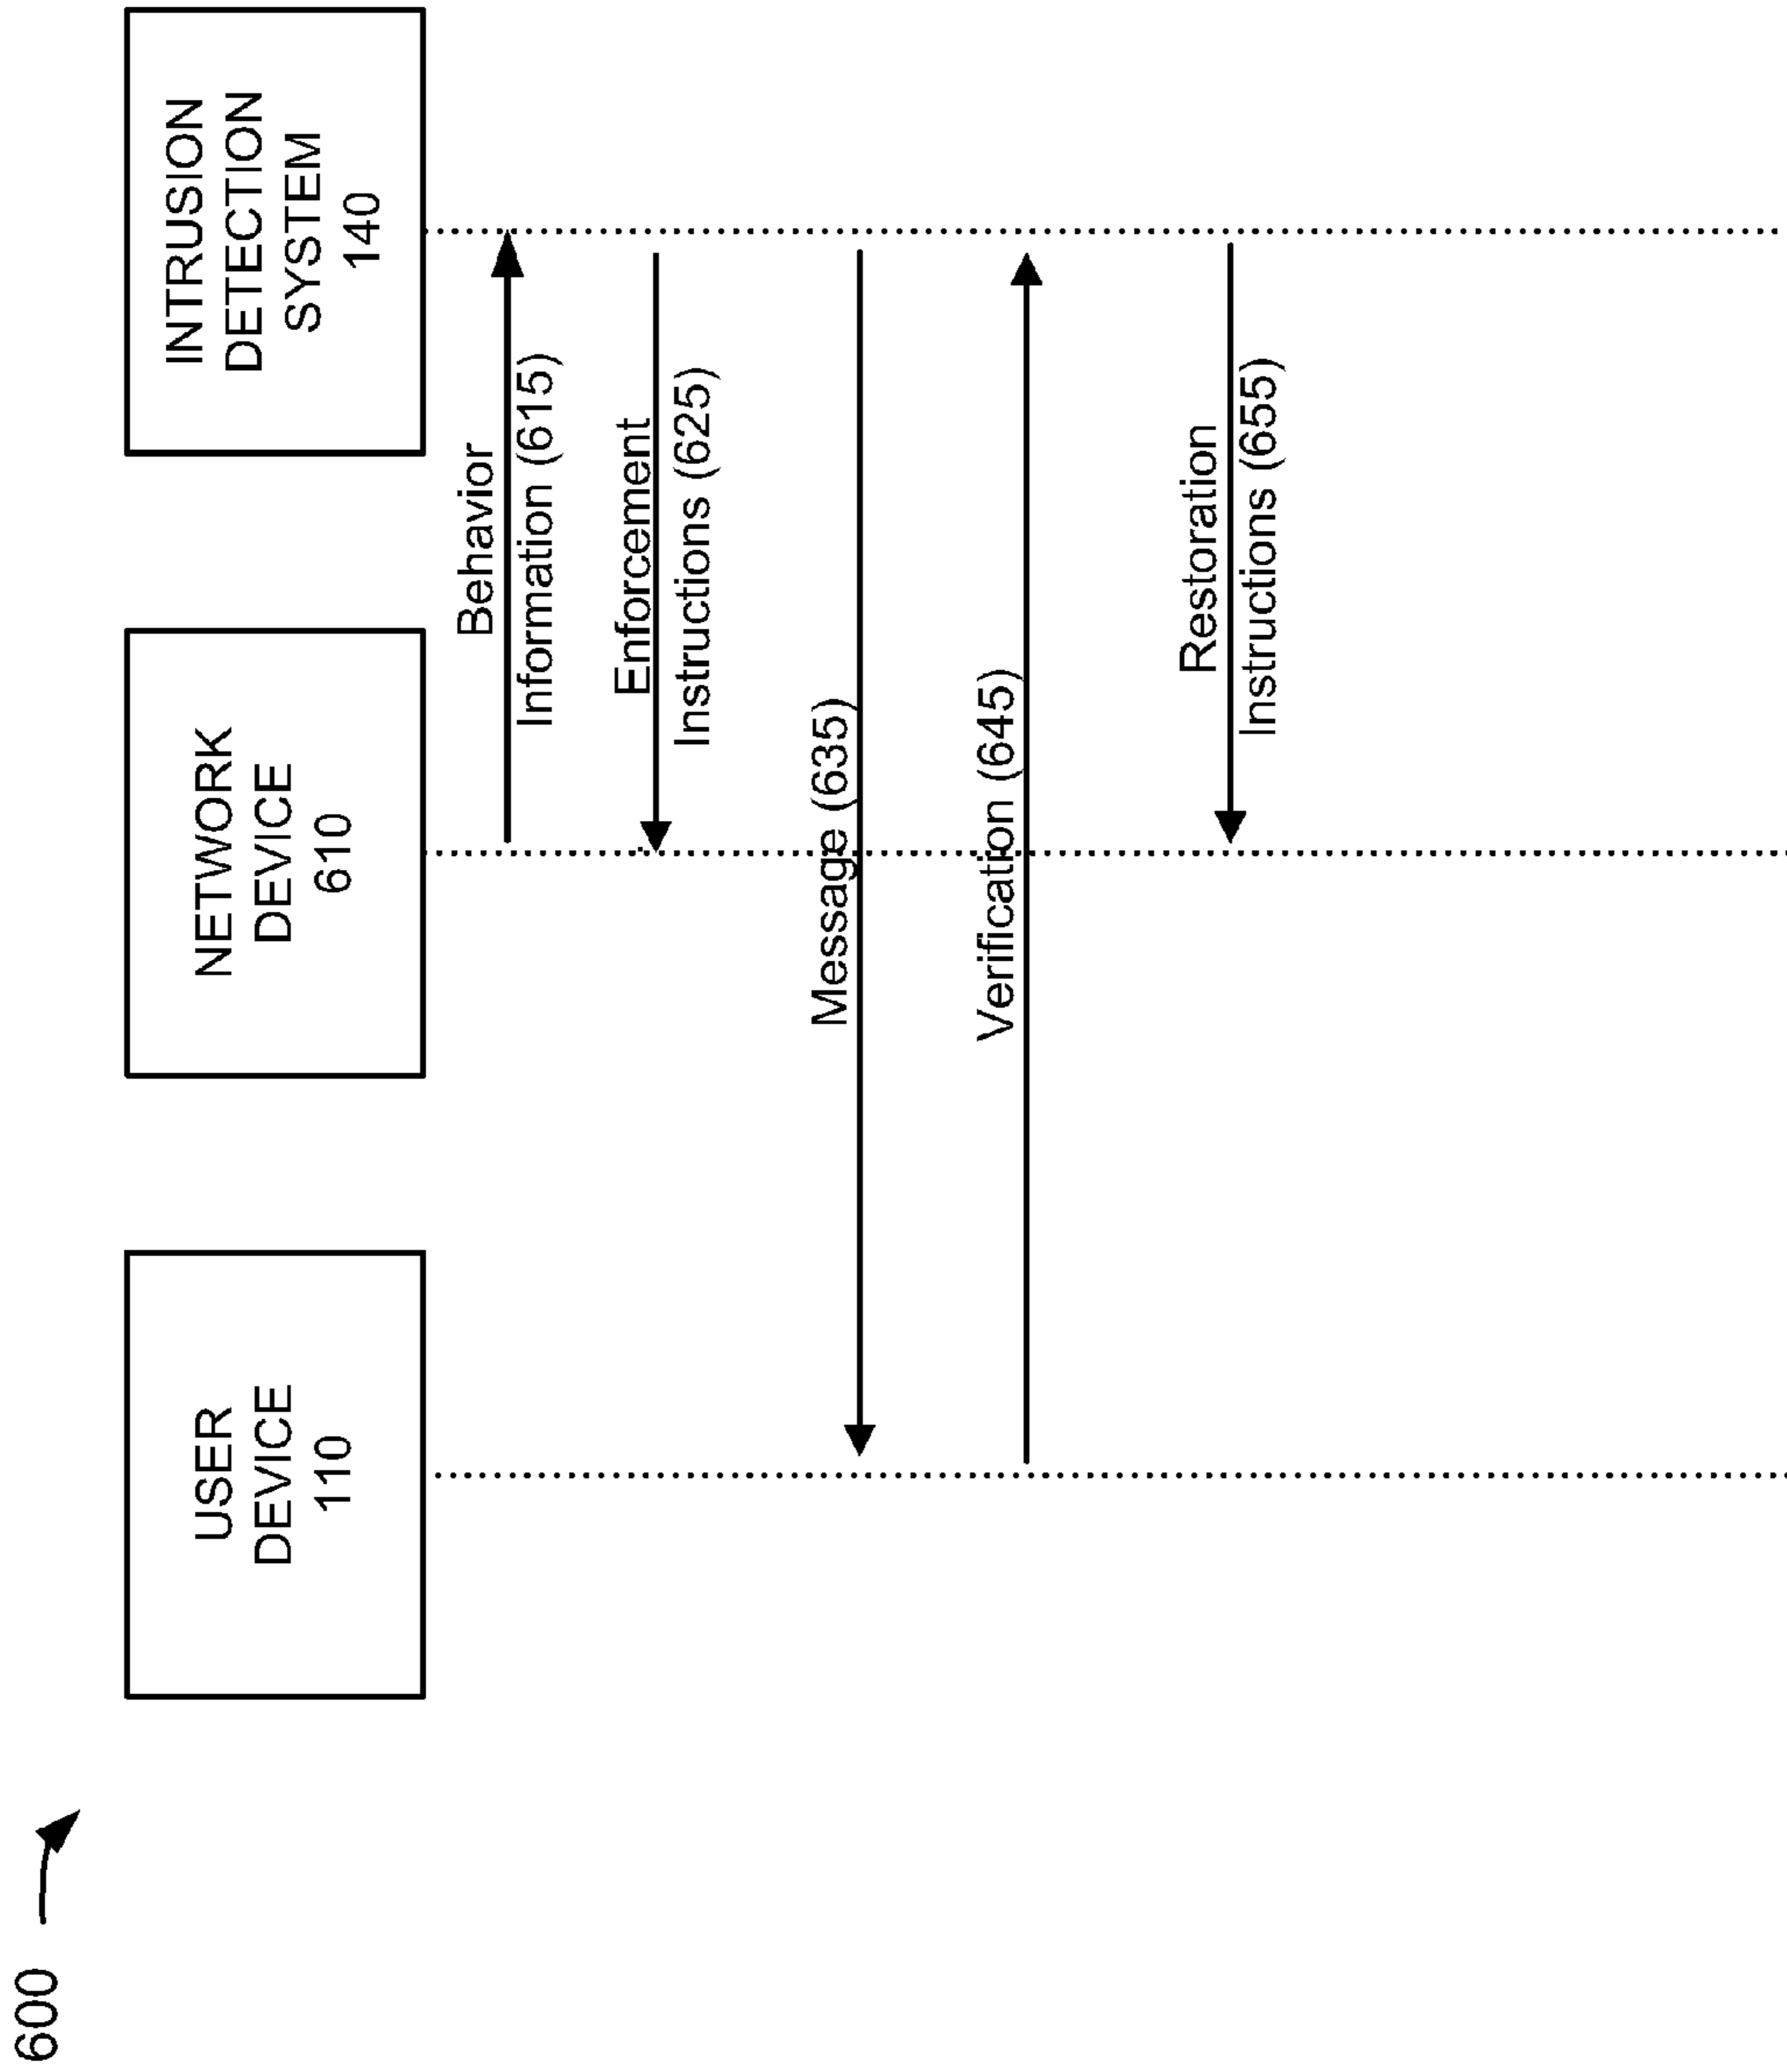 600
USER
DEVICE
110
NETWORK
DEVICE
610
INTRUSION
DETECTION
SYSTEM
140
Behavior
Information (615)
Enforcement
Instructions (625)
Message (635)
Verification (645)
Restoration
Instructions (655)